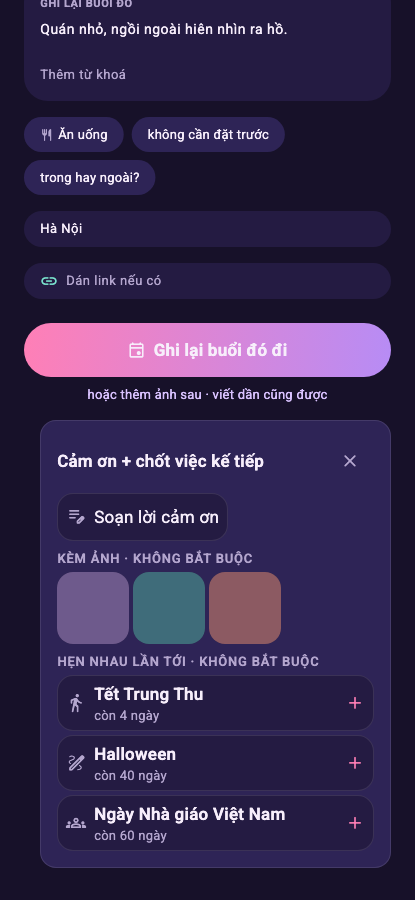 GHI LẠI BUỔI ĐÓ
Quán nhỏ, ngồi ngoài hiên nhìn ra hồ.
Thêm từ khoá
Ăn uống
không cần đặt trước
trong hay ngoài?
Hà Nội
Dán link nếu có
Ghi lại buổi đó đi
hoặc thêm ảnh sau · viết dần cũng được
Cảm ơn + chốt việc kế tiếp
Soạn lời cảm ơn
KÈM ẢNH · KHÔNG BẮT BUỘC
HẸN NHAU LẦN TỚI · KHÔNG BẮT BUỘC
Tết Trung Thu
còn 4 ngày
Halloween
còn 40 ngày
Ngày Nhà giáo Việt Nam
còn 60 ngày